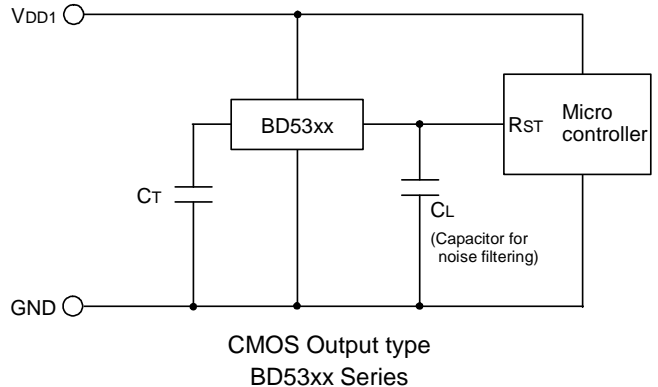 VDD1
BD53xx
RST
Micro
controller
CT
CL
(Capacitor for
noise filtering)
GND
CMOS Output type
BD53xx Series